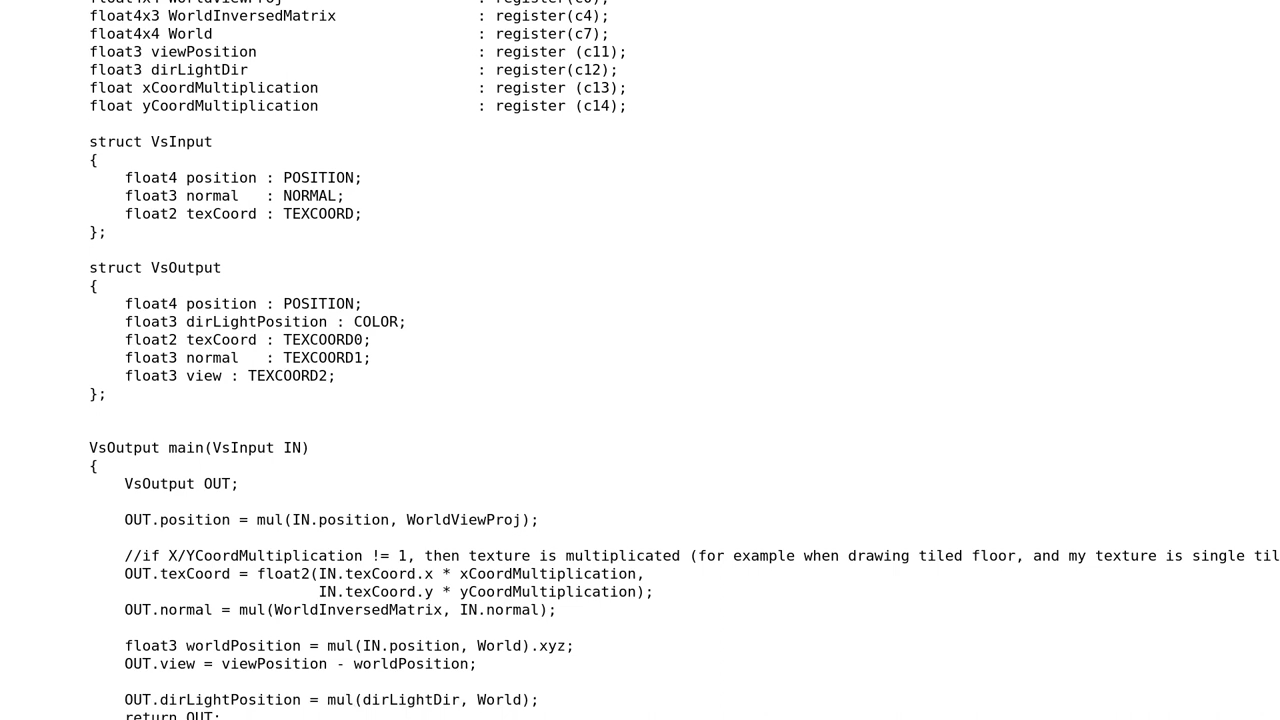 float4x4 WorldViewProj : register(c0);
float4x3 WorldInversedMatrix : register(c4);
float4x4 World : register(c7);
float3 viewPosition : register (c11);
float3 dirLightDir : register(c12);
float xCoordMultiplication : register (c13);
float yCoordMultiplication : register (c14);
struct VsInput
{
float4 position : POSITION;
float3 normal : NORMAL;
float2 texCoord : TEXCOORD;
};
struct VsOutput
{
float4 position : POSITION;
float3 dirLightPosition : COLOR;
float2 texCoord : TEXCOORD0;
float3 normal : TEXCOORD1;
float3 view : TEXCOORD2;
};
VsOutput main(VsInput IN)
{
VsOutput OUT;
OUT.position = mul(IN.position, WorldViewProj);
//if X/YCoordMultiplication != 1, then texture is multiplicated (for example when drawing tiled floor, and my texture is single til
OUT.texCoord = float2(IN.texCoord.x * xCoordMultiplication,
IN.texCoord.y * yCoordMultiplication);
OUT.normal = mul(WorldInversedMatrix, IN.normal);
float3 worldPosition = mul(IN.position, World).xyz;
OUT.view = viewPosition - worldPosition;
OUT.dirLightPosition = mul(dirLightDir, World);
return OUT;